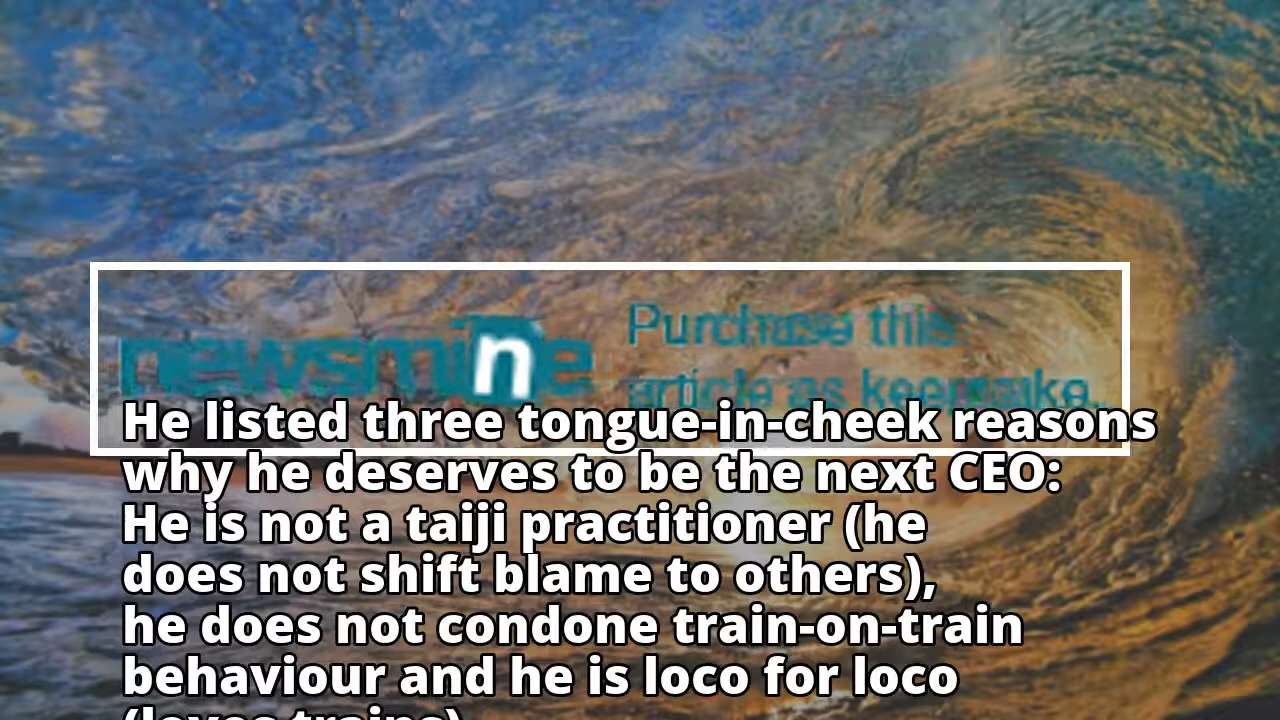 newsmine
Purchase this
article as keepsake.
He listed three tongue-in-cheek reasons
why he deserves to be the next CEO:
He is not a taiji practitioner (he
does not shift blame to others),
he does not condone train-on-train
behaviour and he is loco for loco
(loves trains)